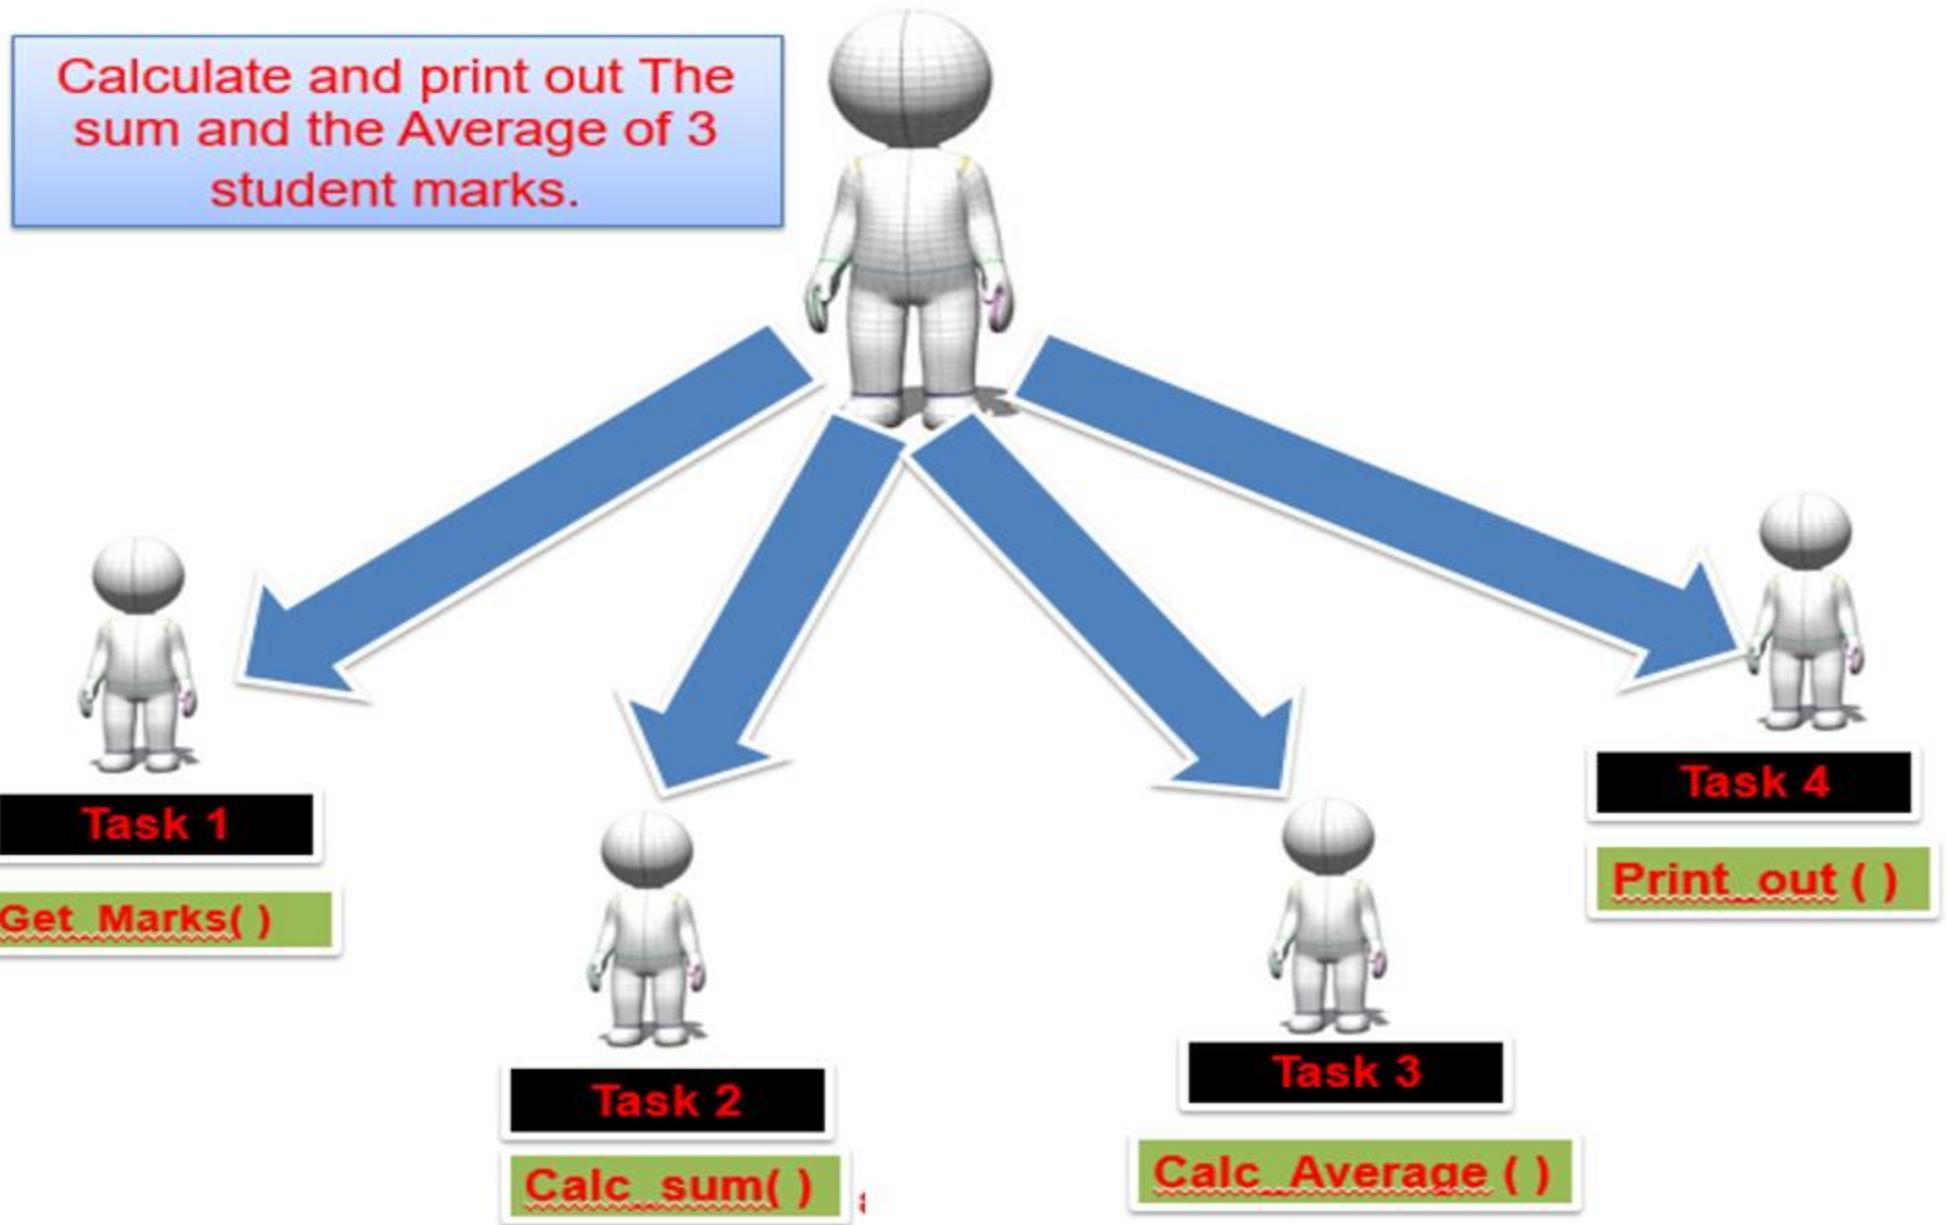 Calculate and print out The
sum and the Average of 3
student marks.
Task 1
Get_Marks( )
Task 2
Calc_sum( )
Task 3
Calc_Average ( )
Task 4
Print_out ( )